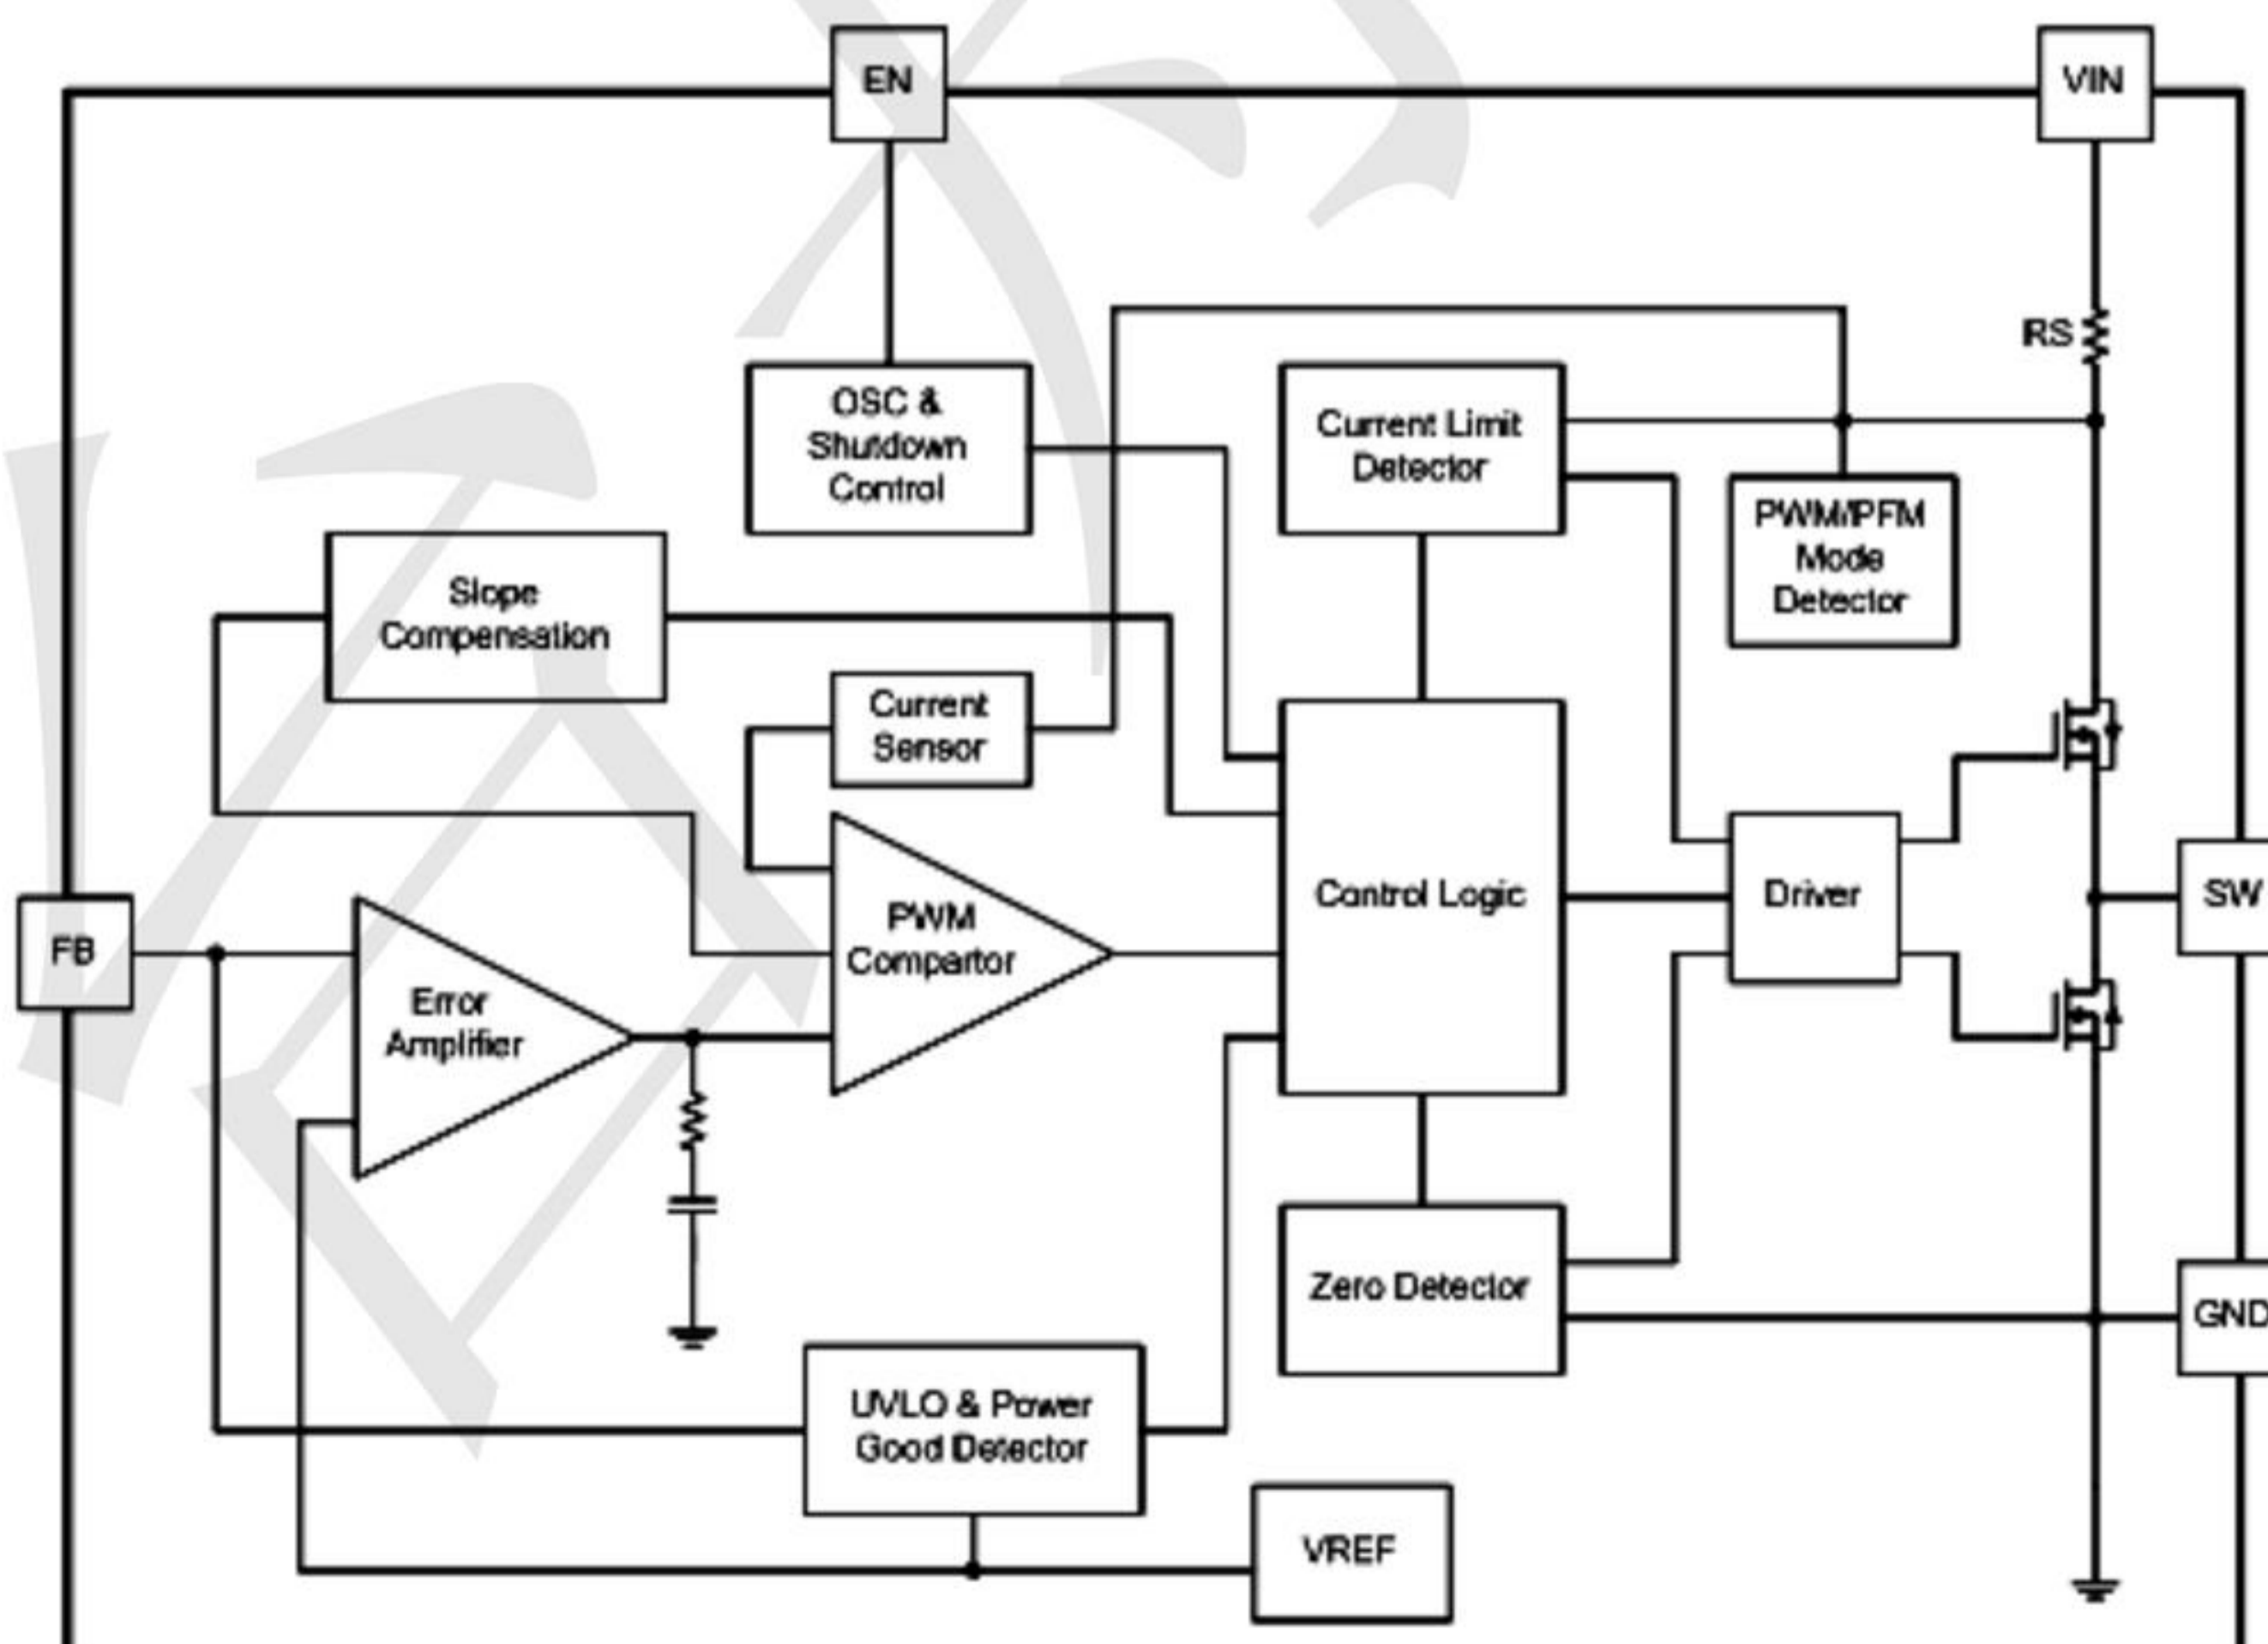 EN
VIN
RS
OSC &
Shutdown
Control
Current Limit
Detector
PWM/PFM
Mode
Detector
Slope
Compensation
Current
Sensor
PWM
Compartor
Control Logic
Driver
SW
FB
Error
Amplifier
Zero Detector
GND
UVLO & Power
Good Detector
VREF